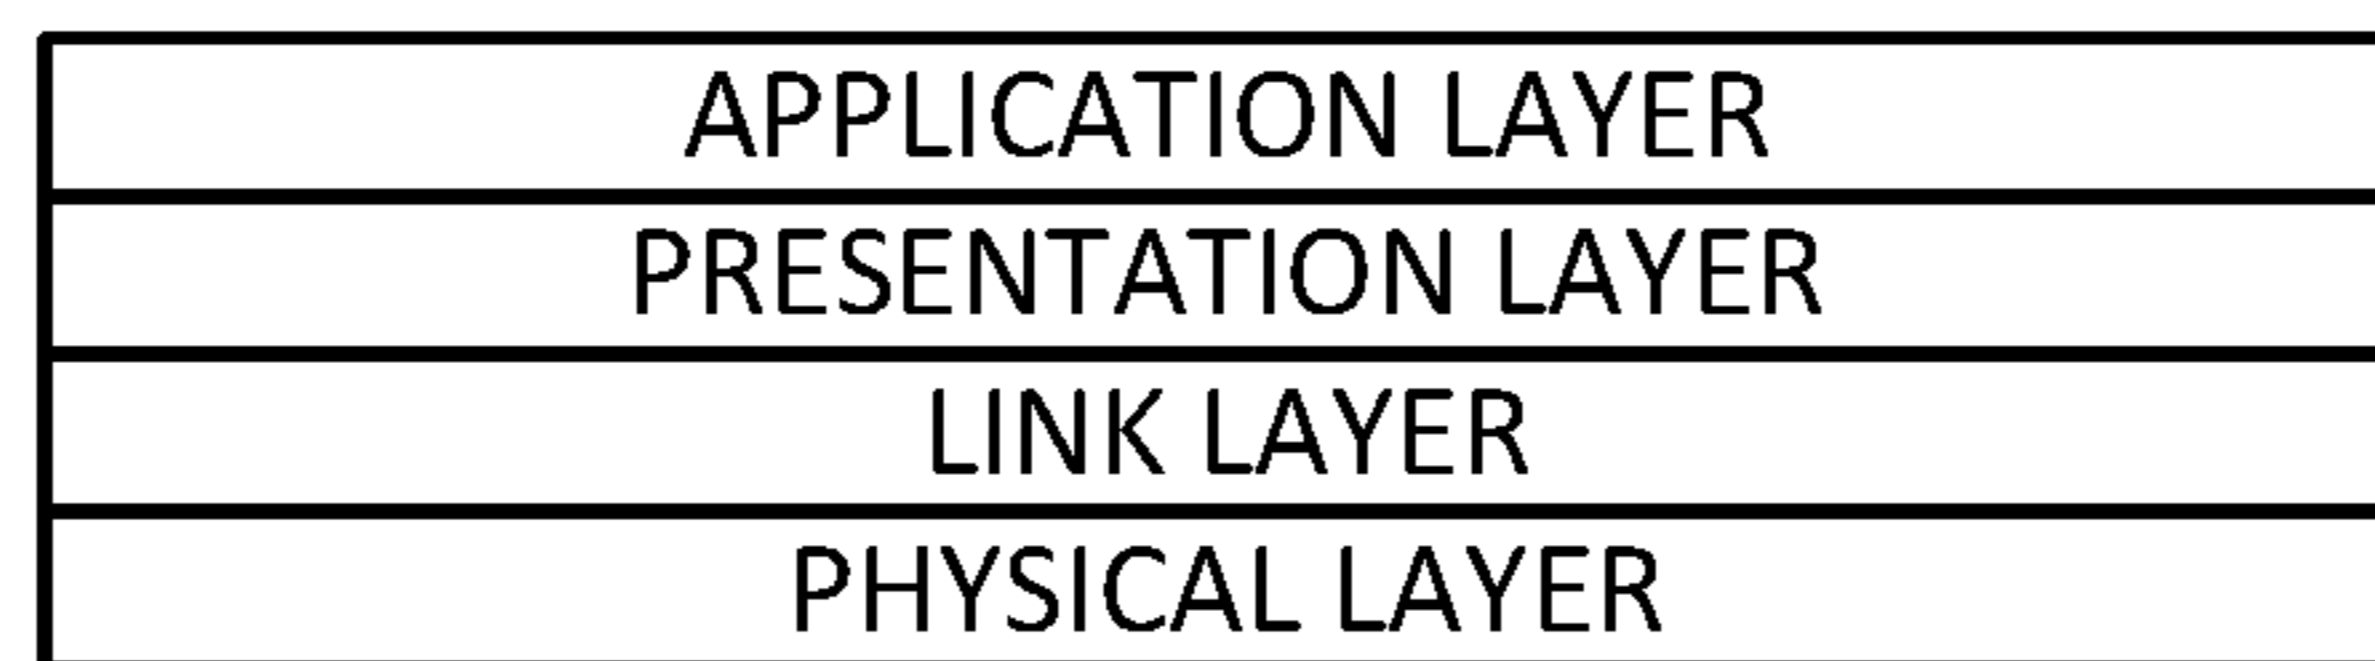 APPLICATION LAYER
PRESENTATION LAYER
LINK LAYER
PHYSICAL LAYER